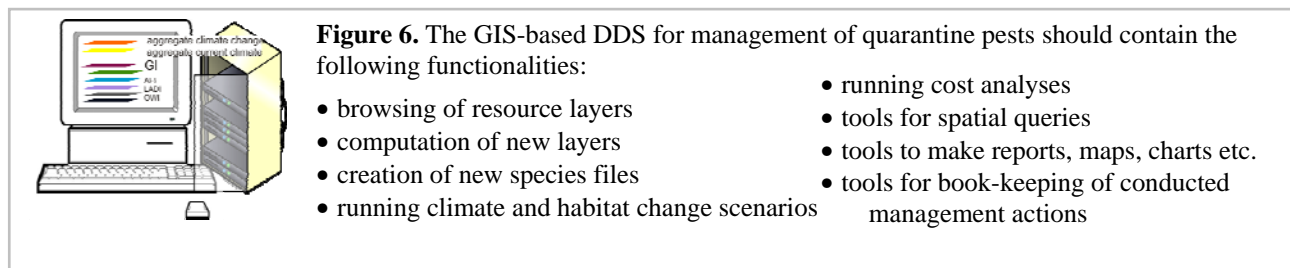 aggregate climate change
aggregate current climate
GI
LADI
OWI
Figure 6. The GIS-based DDS for management of quarantine pests should contain the
following functionalities:
• browsing of resource layers
• computation of new layers
• creation of new species files
• running climate and habitat change scenarios
• running cost analyses
• tools for spatial queries
• tools to make reports, maps, charts etc.
• tools for book-keeping of conducted
management actions